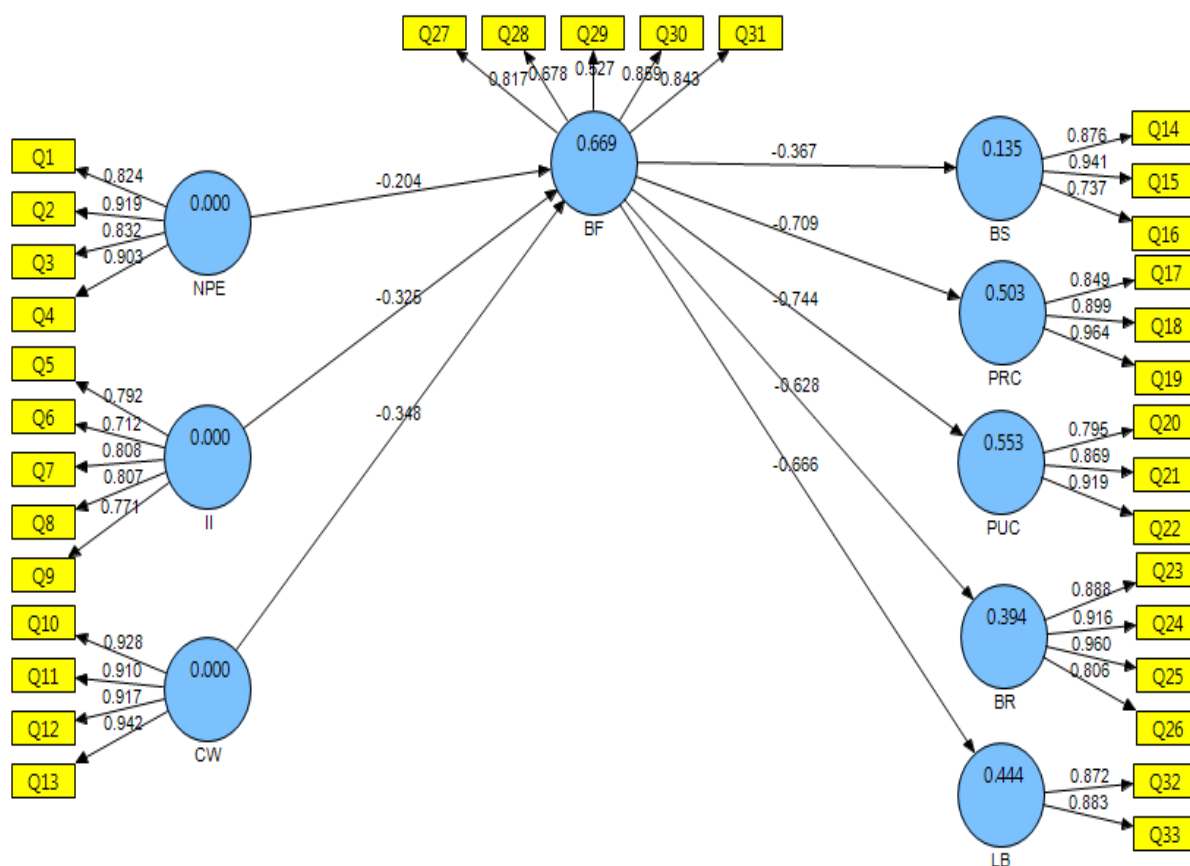 Q27 Q28 Q29 Q30 Q31
0.817 0.678 0.527 0.859 0.843
0.669
BF
Q1
Q2
Q3
Q4
0.824
0.919
0.832
0.903
0.000
NPE
-0.204
Q5
Q6
Q7
Q8
Q9
0.792
0.712
0.808
0.807
0.771
0.000
II
-0.325
Q10
Q11
Q12
Q13
0.928
0.910
0.917
0.942
0.000
CW
-0.348
-0.367
0.135
BS
0.876
0.941
0.737
Q14
Q15
Q16
-0.709
0.503
PRC
0.849
0.899
0.964
Q17
Q18
Q19
-0.744
0.553
PUC
0.795
0.869
0.919
Q20
Q21
Q22
-0.628
0.394
BR
0.888
0.916
0.960
0.806
Q23
Q24
Q25
Q26
-0.666
0.444
LB
0.872
0.883
Q32
Q33